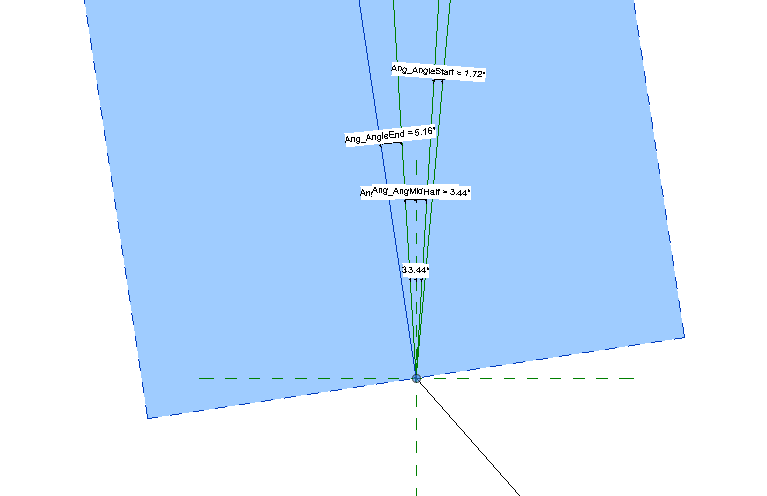 Ang_AngleStart = 1.72°
Ang_AngleEnd = 5.16°
Ang_AngMidHalf = 3.44°
3.44°